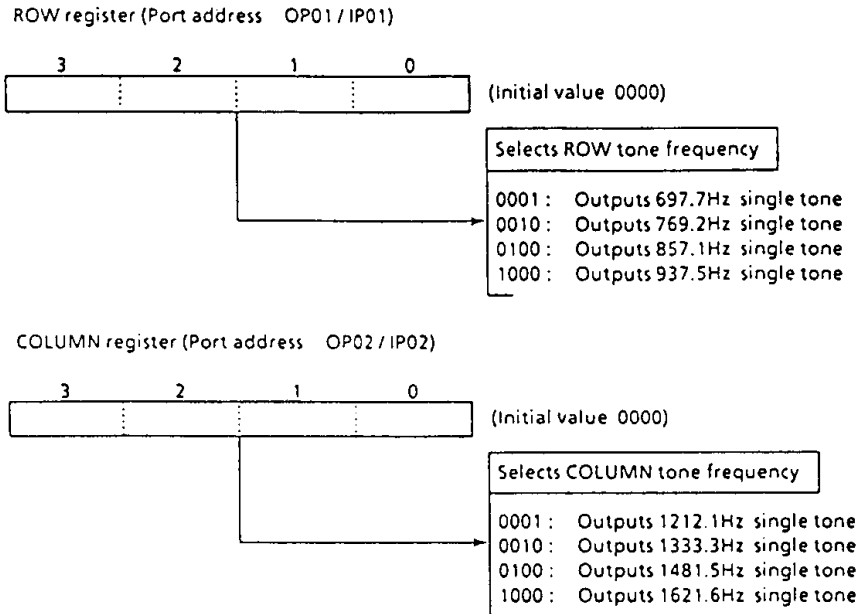 ROW register (Port address OP01 / IP01)
3 2 1 0
(Initial value 0000)
Selects ROW tone frequency
0001 : Outputs 697.7Hz single tone
0010 : Outputs 769.2Hz single tone
0100 : Outputs 857.1Hz single tone
1000 : Outputs 937.5Hz single tone
COLUMN register (Port address OP02 / IP02)
3 2 1 0
(Initial value 0000)
Selects COLUMN tone frequency
0001 : Outputs 1212.1Hz single tone
0010 : Outputs 1333.3Hz single tone
0100 : Outputs 1481.5Hz single tone
1000 : Outputs 1621.6Hz single tone